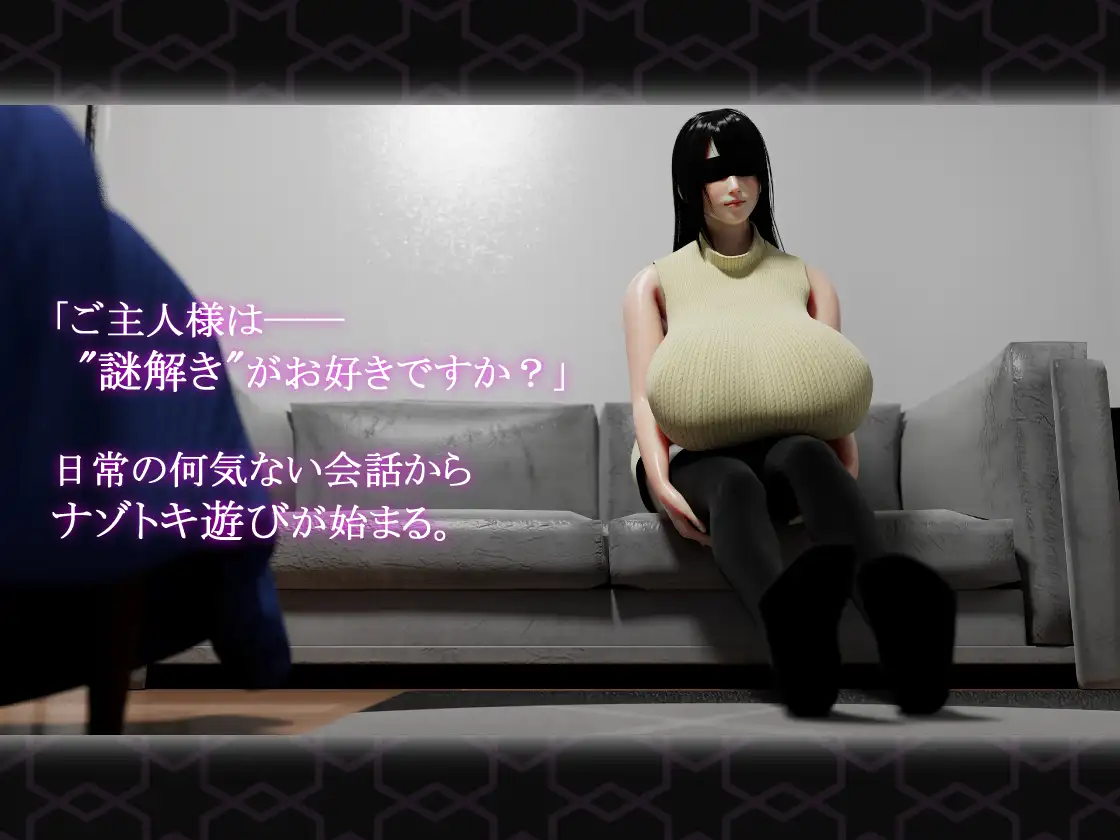 「ご主人様は――
"謎解き"がお好きですか？」
日常の何気ない会話から
ナゾトキ遊びが始まる。